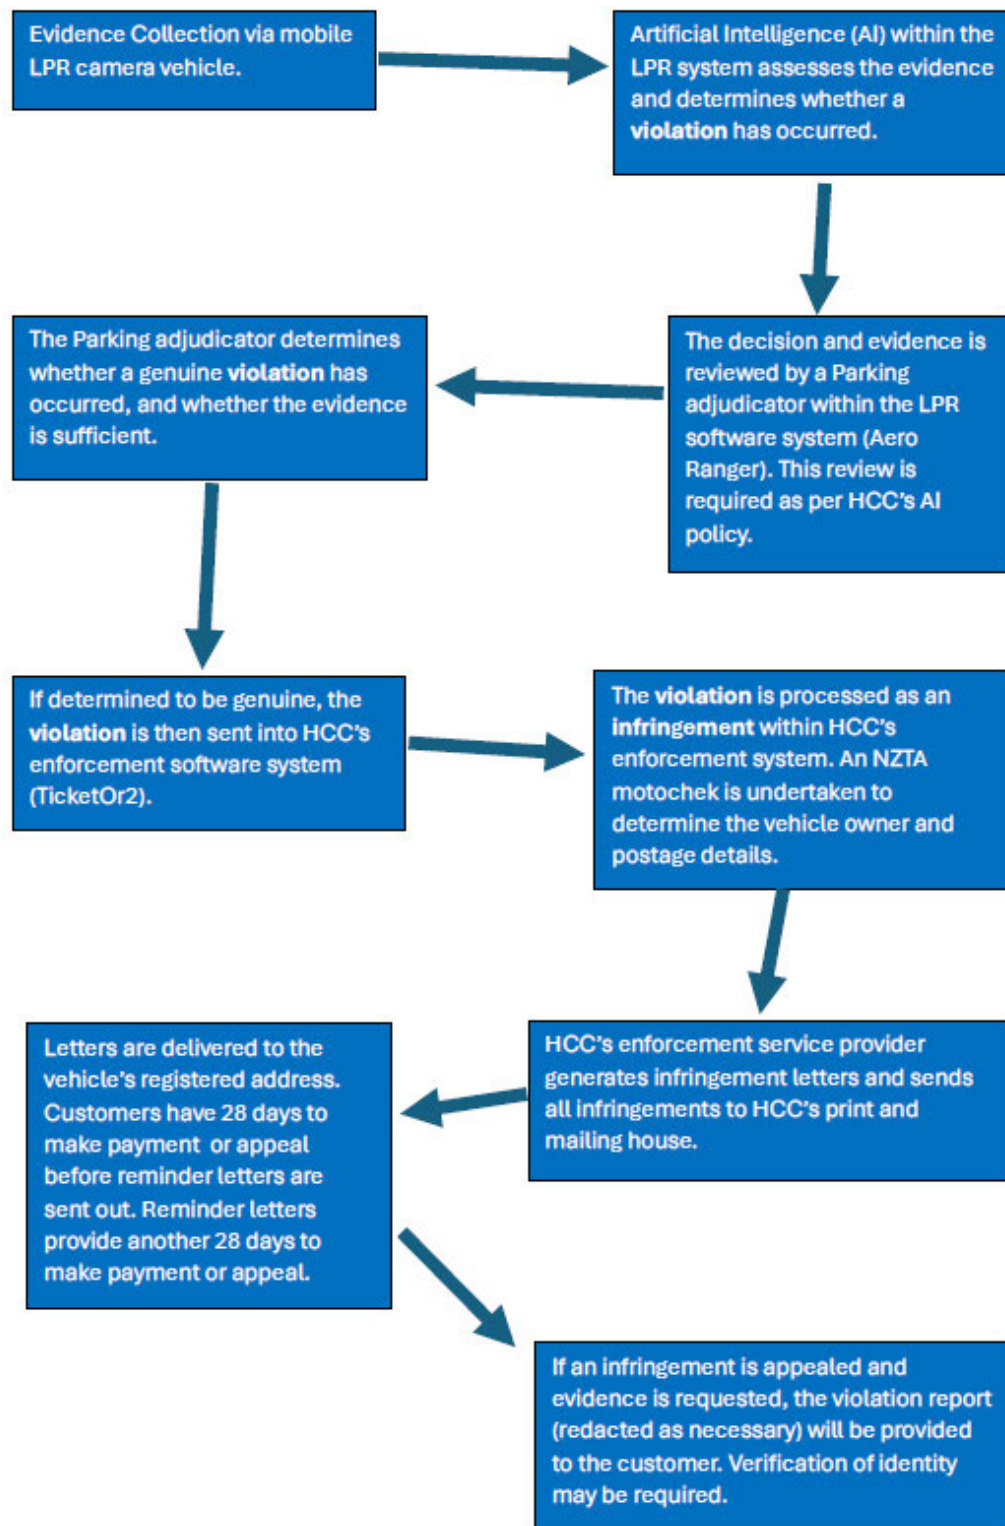 Evidence Collection via mobile
LPR camera vehicle.
Artificial Intelligence (AI) within the
LPR system assesses the evidence
and determines whether a
violation has occurred.
The decision and evidence is
reviewed by a Parking
adjudicator within the LPR
software system (Aero
Ranger). This review is
required as per HCC's AI
policy.
The Parking adjudicator determines
whether a genuine violation has
occurred, and whether the evidence
is sufficient.
If determined to be genuine, the
violation is then sent into HCC's
enforcement software system
(TicketOr2).
The violation is processed as an
infringement within HCC's
enforcement system. An NZTA
motochek is undertaken to
determine the vehicle owner and
postage details.
HCC's enforcement service provider
generates infringement letters and sends
all infringements to HCC's print and
mailing house.
Letters are delivered to the
vehicle's registered address.
Customers have 28 days to
make payment or appeal
before reminder letters are
sent out. Reminder letters
provide another 28 days to
make payment or appeal.
If an infringement is appealed and
evidence is requested, the violation report
(redacted as necessary) will be provided
to the customer. Verification of identity
may be required.